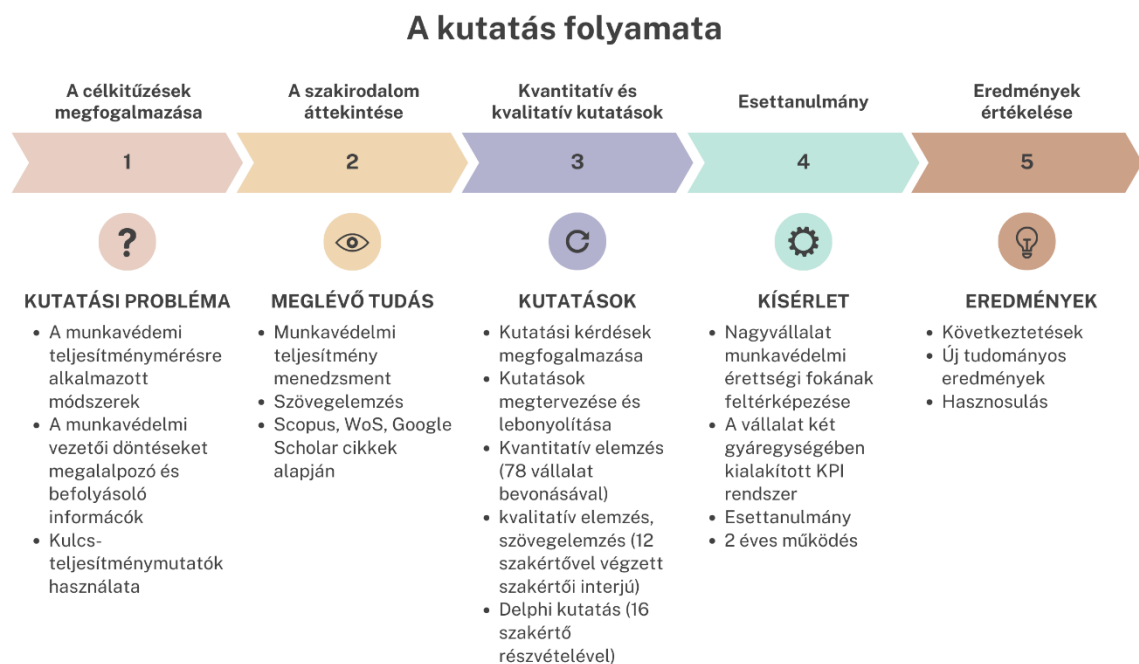 A kutatás folyamata
A célkitűzések
megfogalmazása
1
KUTATÁSI PROBLÉMA
• A munkavédemi
teljesítménymérésre
alkalmazott
módszerek
• A munkavédelmi
vezetői döntéseket
megalalpozó és
befolyásoló
informácók
• Kulcs-
teljesítménymutatók
használata
A szakirodalom
áttekintése
2
MEGLÉVŐ TUDÁS
• Munkavédelmi
teljesítmény
menedzsment
• Szövegelemzés
• Scopus, WoS, Google
Scholar cikkek
alapján
Kvantitatív és
kvalitatív kutatások
3
KUTATÁSOK
• Kutatási kérdések
megfogalmazása
• Kutatások
megtervezése és
lebonyolítása
• Kvantitatív elemzés
(78 vállalat
bevonásával)
• kvalitatív elemzés,
szövegelemzés (12
szakértővel végzett
szakértői interjú)
• Delphi kutatás (16
szakértő
részvételével)
Esettanulmány
4
KÍSÉRLET
• Nagyvállalat
munkavédelmi
érettségi fokának
feltérképezése
• A vállalat két
gyáregységében
kialakított KPI
rendszer
• Esettanulmány
• 2 éves működés
Eredmények
értékelése
5
EREDMÉNYEK
• Következtetések
• Új tudományos
eredmények
• Hasznosulás